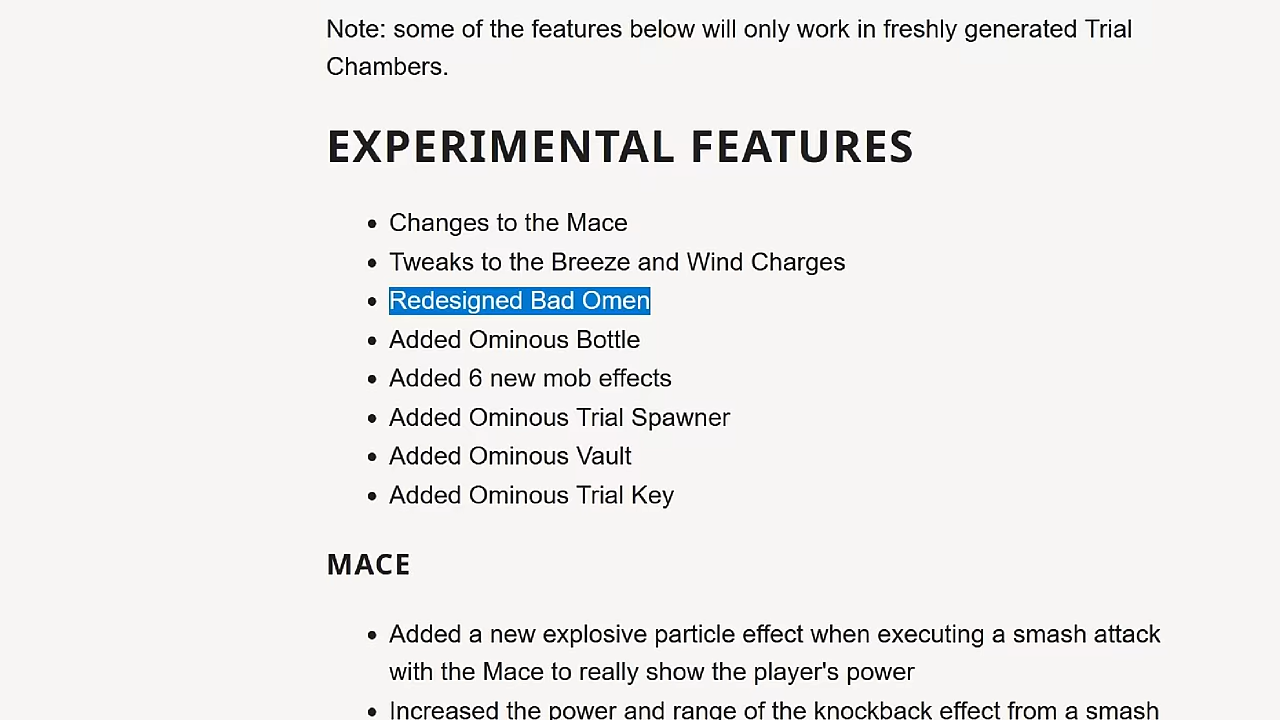 Note: some of the features below will only work in freshly generated Trial
Chambers.
EXPERIMENTAL FEATURES
• Changes to the Mace
• Tweaks to the Breeze and Wind Charges
• Redesigned Bad Omen
• Added Ominous Bottle
• Added 6 new mob effects
• Added Ominous Trial Spawner
• Added Ominous Vault
• Added Ominous Trial Key
MACE
• Added a new explosive particle effect when executing a smash attack
with the Mace to really show the player's power
• Increased the power and range of the knockback effect from a smash